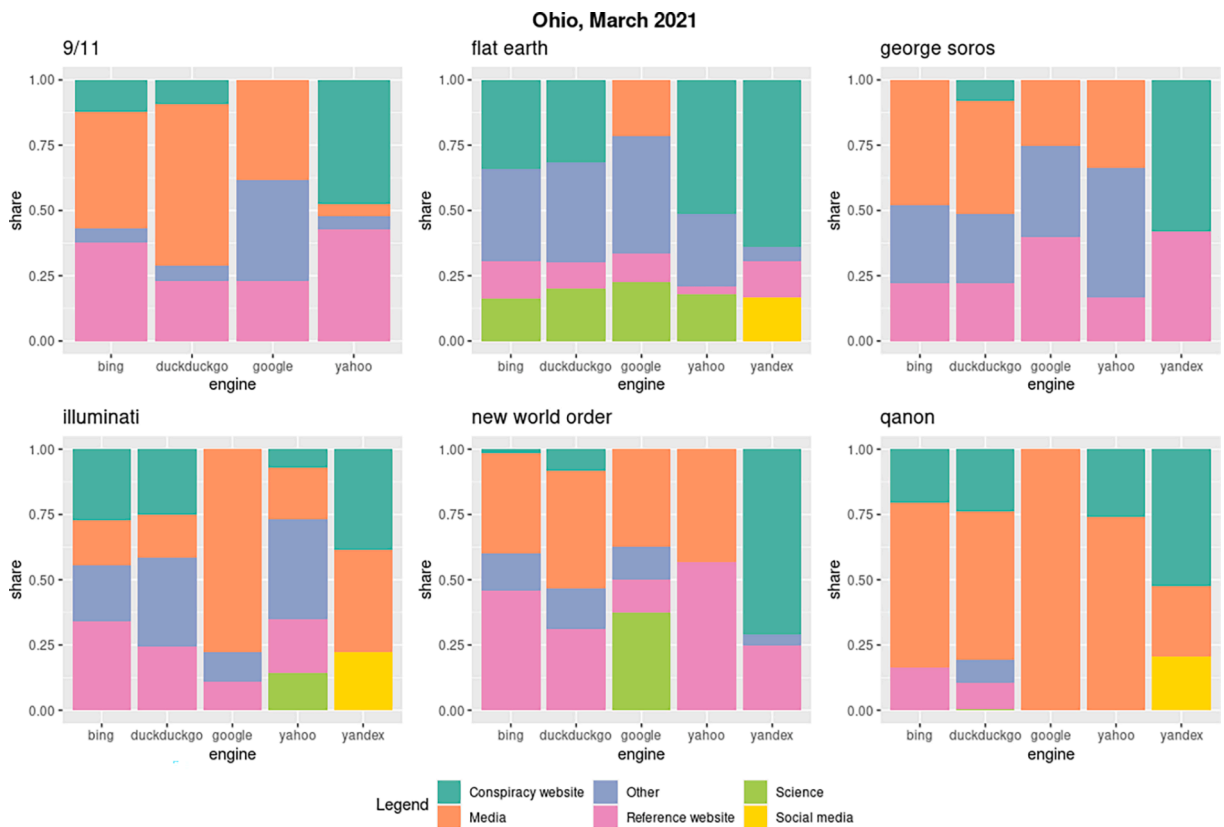 Ohio, March 2021
9/11
flat earth
george soros
1.00
0.75
0.50
0.25
0.00
share
bing duckduckgo google yahoo
engine
1.00
0.75
0.50
0.25
0.00
share
bing duckduckgo google yahoo yandex
engine
1.00
0.75
0.50
0.25
0.00
share
bing duckduckgo google yahoo yandex
engine
illuminati
new world order
qanon
1.00
0.75
0.50
0.25
0.00
share
bing duckduckgo google yahoo yandex
engine
1.00
0.75
0.50
0.25
0.00
share
bing duckduckgo google yahoo yandex
engine
1.00
0.75
0.50
0.25
0.00
share
bing duckduckgo google yahoo yandex
engine
Legend
Conspiracy website
Other
Science
Media
Reference website
Social media